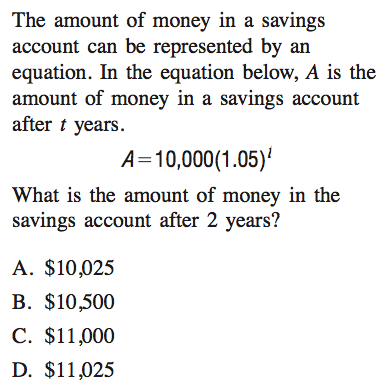 The amount of money in a savings
account can be represented by an
equation. In the equation below, A is the
amount of money in a savings account
after t years.
A=10,000(1.05)^t
What is the amount of money in the
savings account after 2 years?
A. $10,025
B. $10,500
C. $11,000
D. $11,025